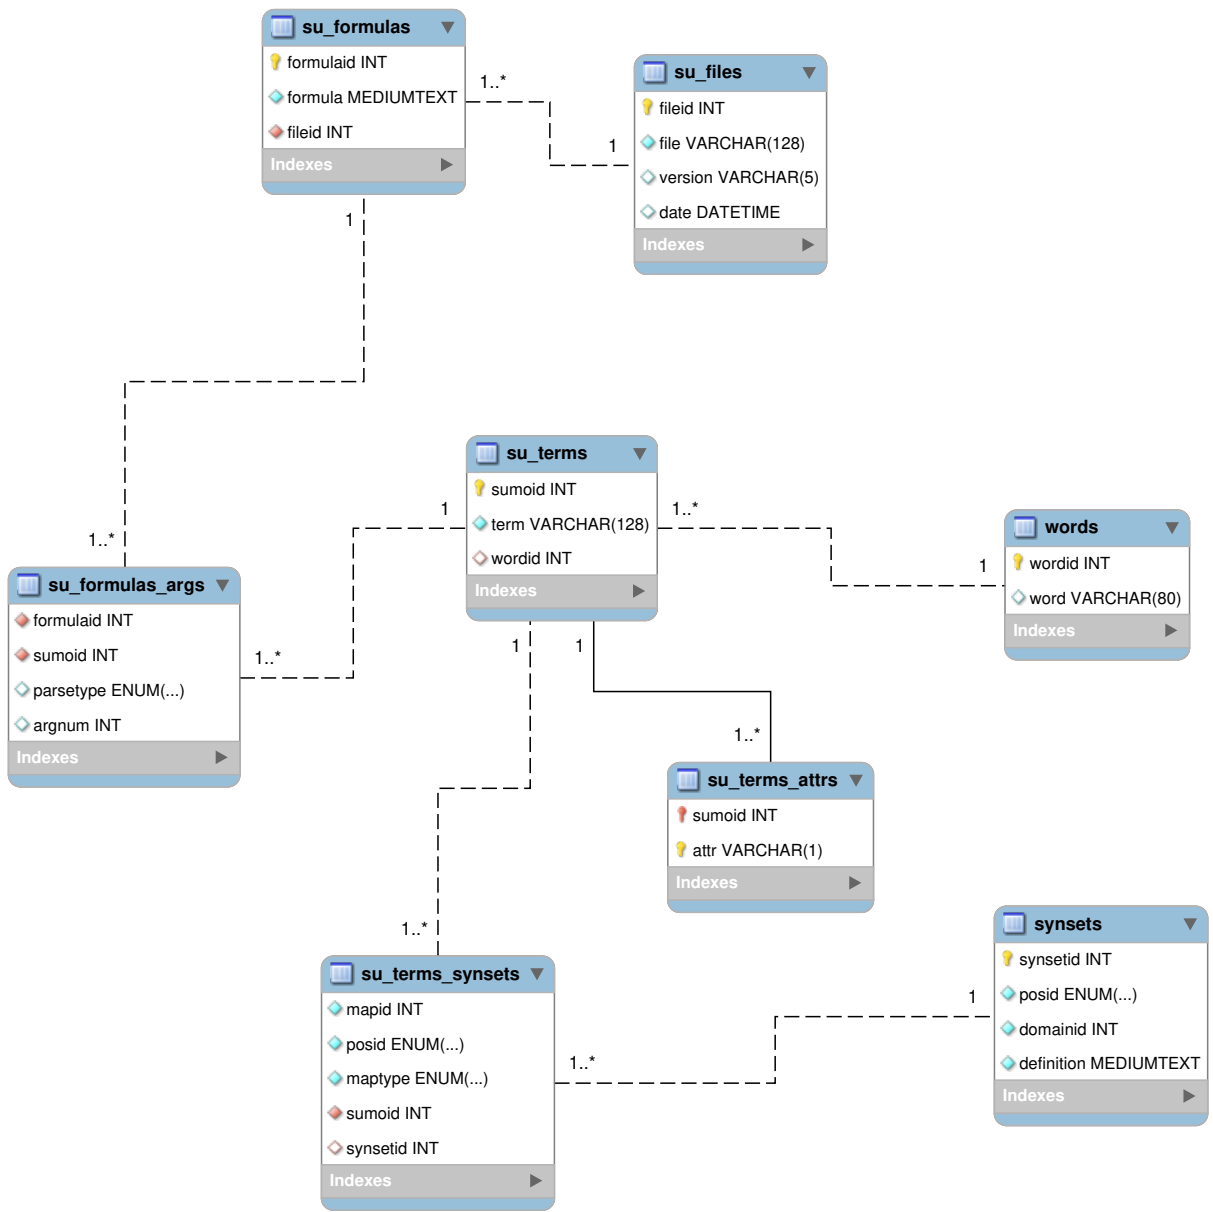 su_formulas
formulaid INT
formula MEDIUMTEXT
fileid INT
Indexes
1..*
1
su_files
fileid INT
file VARCHAR(128)
version VARCHAR(5)
date DATETIME
Indexes
1
1..*
su_formulas_args
formulaid INT
sumoid INT
parsetype ENUM(...)
argnum INT
Indexes
1..*
1
su_terms
sumoid INT
term VARCHAR(128)
wordid INT
Indexes
1..*
1
words
wordid INT
word VARCHAR(80)
Indexes
1
1
1..*
su_terms_attrs
sumoid INT
attr VARCHAR(1)
Indexes
1..*
su_terms_synsets
mapid INT
posid ENUM(...)
maptype ENUM(...)
sumoid INT
synsetid INT
Indexes
1..*
1
synsets
synsetid INT
posid ENUM(...)
domainid INT
definition MEDIUMTEXT
Indexes